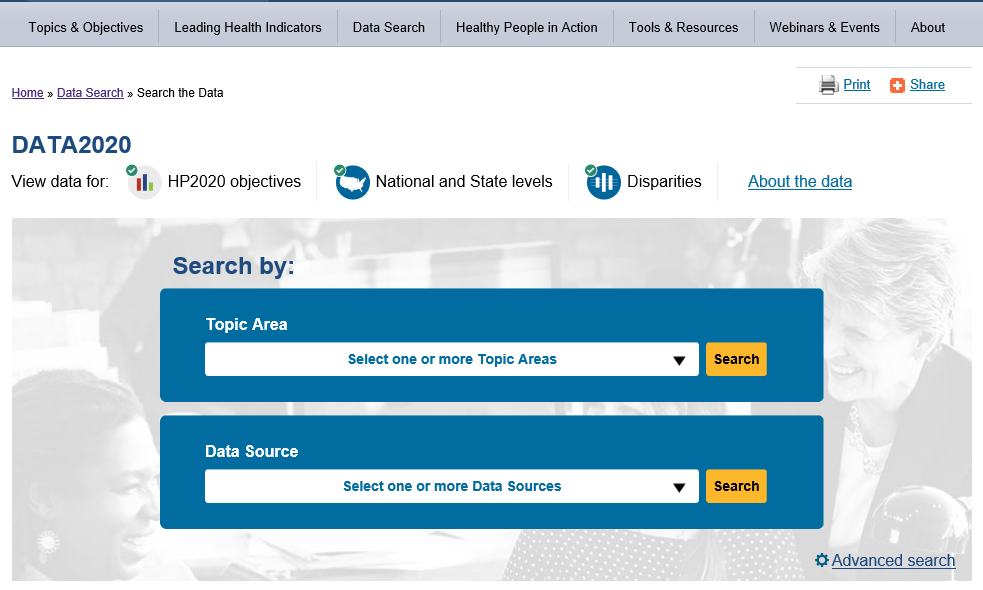 Topics & Objectives Leading Health Indicators Data Search Healthy People in Action Tools & Resources Webinars & Events About
Home » Data Search » Search the Data
Print Share
DATA2020
View data for: HP2020 objectives National and State levels Disparities About the data
Search by:
Topic Area
Select one or more Topic Areas Search
Data Source
Select one or more Data Sources Search
Advanced search